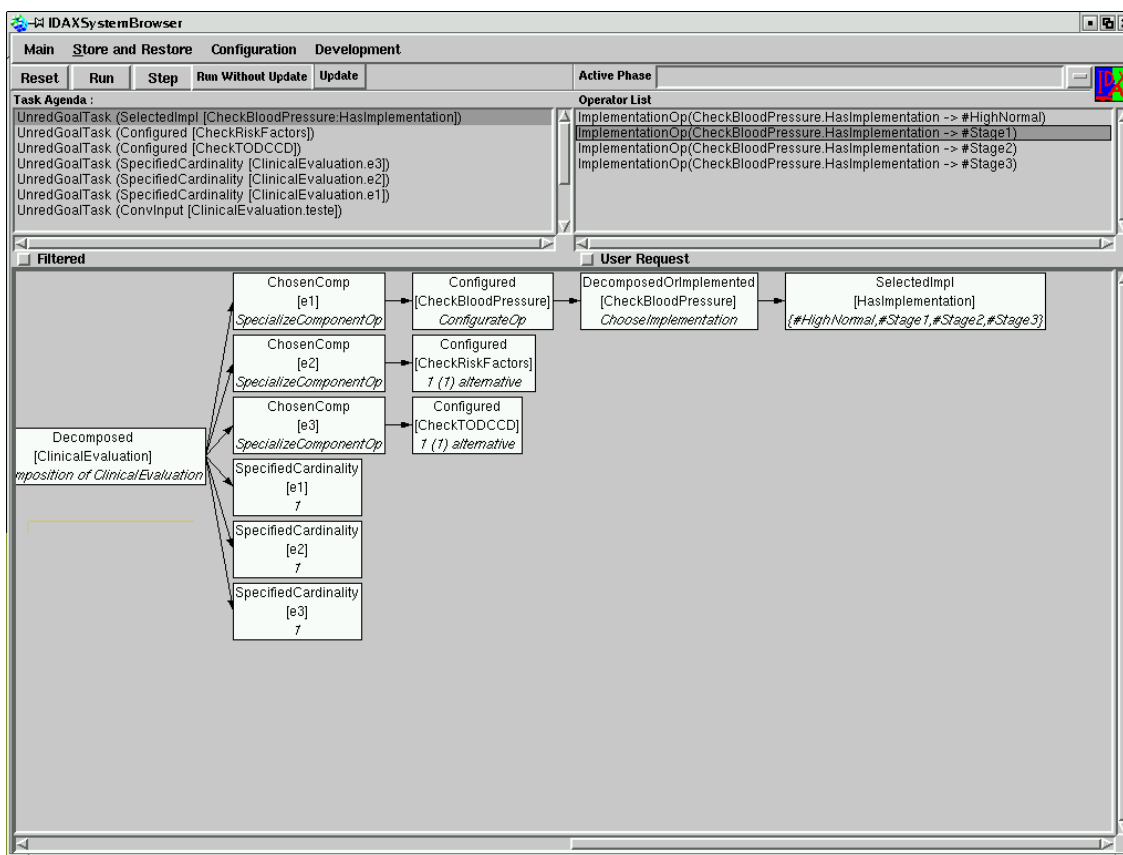 IDAXSystemBrowser
Main Store and Restore Configuration Development
Reset Run Step Run Without Update Update Active Phase
Task Agenda :
UnredGoalTask (SelectedImpl [CheckBloodPressure:HasImplementation])
UnredGoalTask (Configured [CheckRiskFactors])
UnredGoalTask (Configured [CheckTODCCD])
UnredGoalTask (SpecifiedCardinality [ClinicalEvaluation.e3])
UnredGoalTask (SpecifiedCardinality [ClinicalEvaluation.e2])
UnredGoalTask (SpecifiedCardinality [ClinicalEvaluation.e1])
UnredGoalTask (ConvInput [ClinicalEvaluation.teste])
Operator List
ImplementationOp(CheckBloodPressure.HasImplementation -> #HighNormal)
ImplementationOp(CheckBloodPressure.HasImplementation -> #Stage1)
ImplementationOp(CheckBloodPressure.HasImplementation -> #Stage2)
ImplementationOp(CheckBloodPressure.HasImplementation -> #Stage3)
Filtered
User Request
Decomposed
[ClinicalEvaluation]
mposition of ClinicalEvaluation
ChosenComp
[e1]
SpecializeComponentOp
Configured
[CheckBloodPressure]
ConfigurateOp
DecomposedOrImplemented
[CheckBloodPressure]
ChooseImplementation
SelectedImpl
[HasImplementation]
{#HighNormal,#Stage1,#Stage2,#Stage3}
ChosenComp
[e2]
SpecializeComponentOp
Configured
[CheckRiskFactors]
1 (1) alternative
ChosenComp
[e3]
SpecializeComponentOp
Configured
[CheckTODCCD]
1 (1) alternative
SpecifiedCardinality
[e1]
1
SpecifiedCardinality
[e2]
1
SpecifiedCardinality
[e3]
1